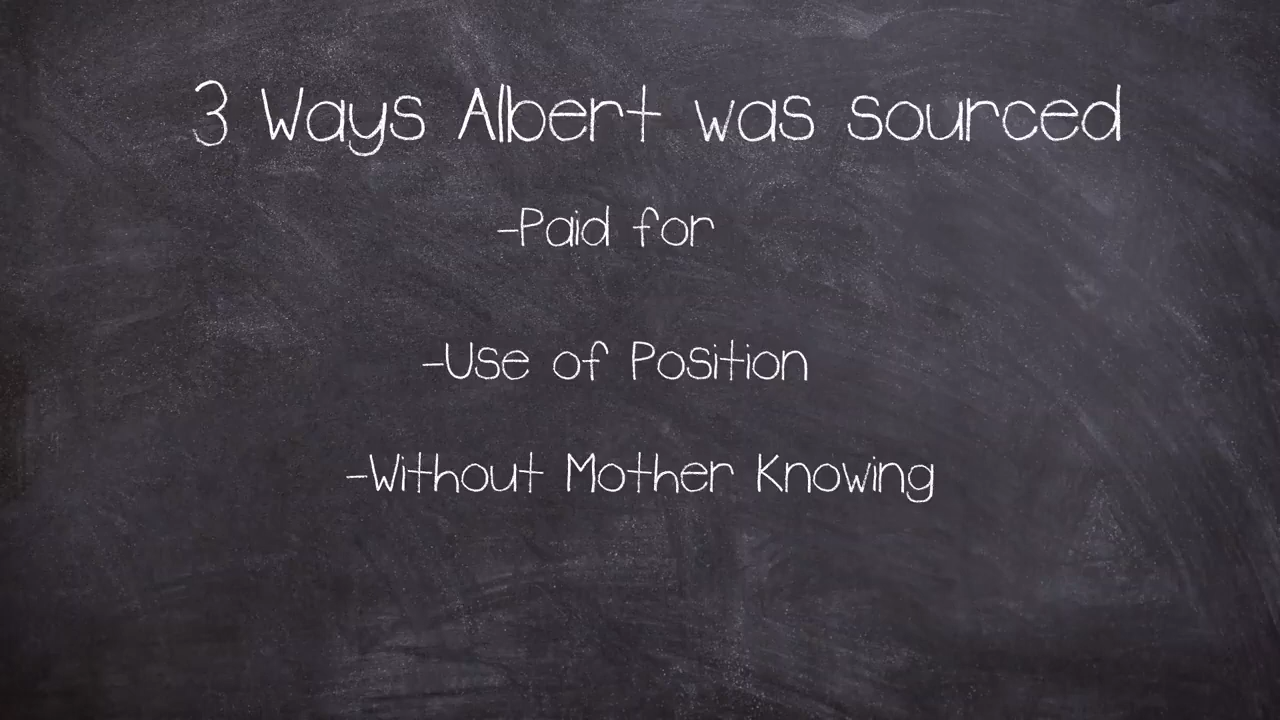 3 Ways Albert was sourced
-Paid for
-Use of Position
-Without Mother Knowing